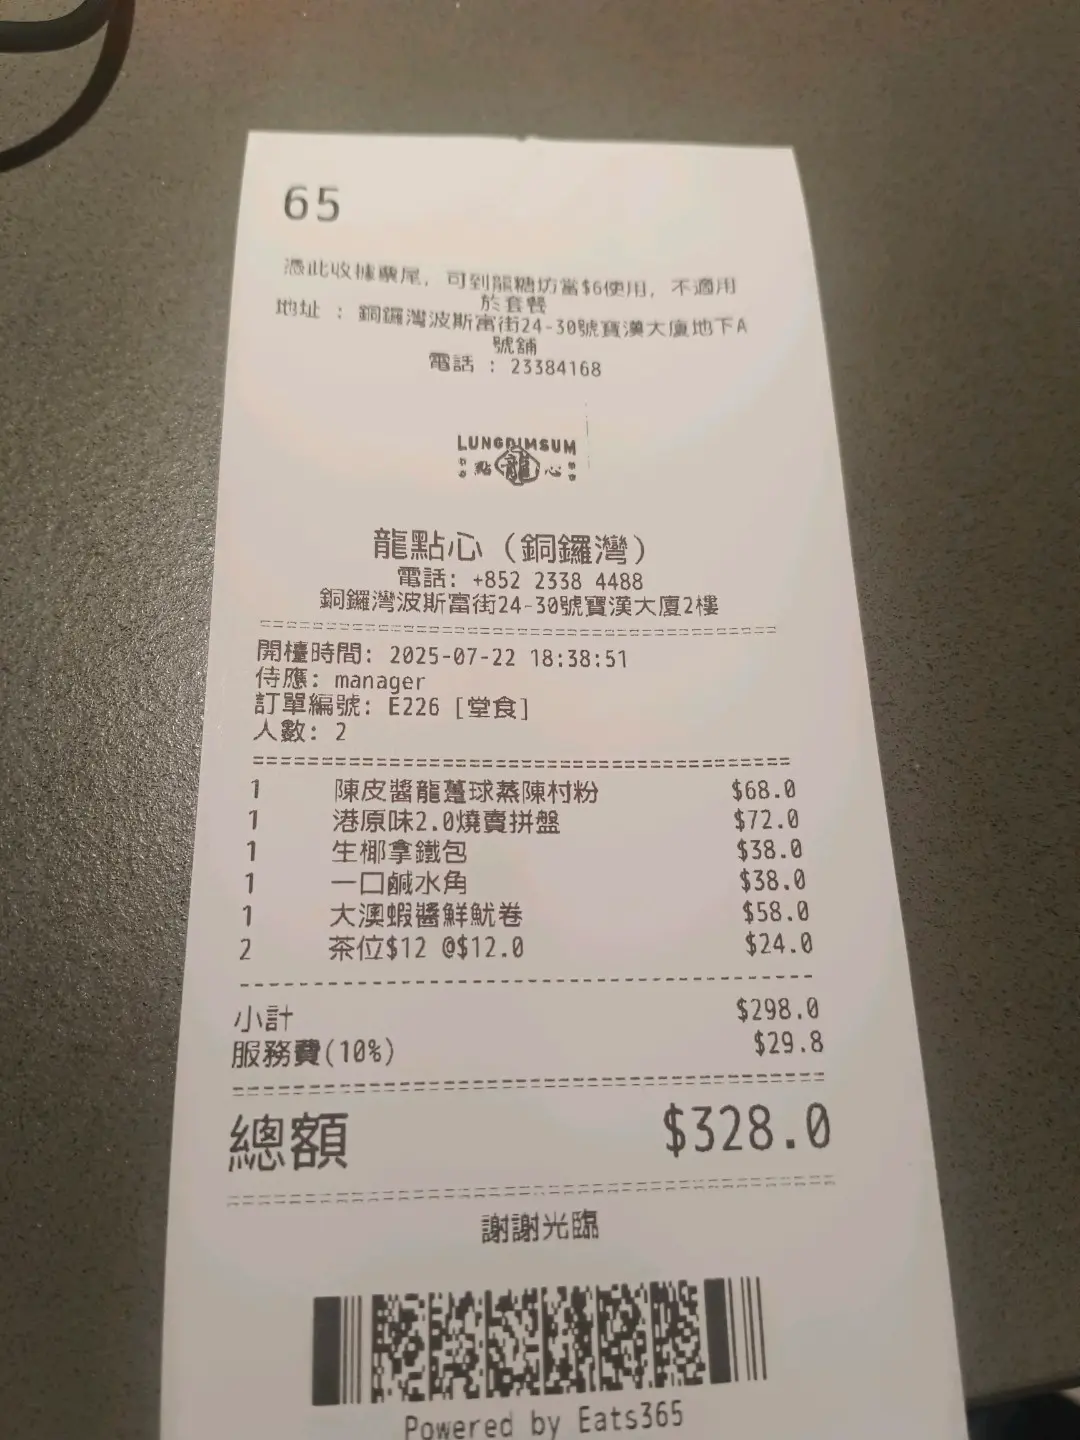 65
憑此收據票尾，可到龍糖坊當$6使用，不適用
於套餐
地址 ：銅鑼灣波斯富街24-30號寶漢大廈地下A
號舖
電話 ：23384168
LUNGDIMSUM
點龍心
龍點心（銅鑼灣）
電話: +852 2338 4488
銅鑼灣波斯富街24-30號寶漢大廈2樓
開檯時間: 2025-07-22 18:38:51
侍應: manager
訂單編號: E226 [堂食]
人數: 2
1 陳皮醬龍躉球蒸陳村粉 $68.0
1 港原味2.0燒賣拼盤 $72.0
1 生椰拿鐵包 $38.0
1 一口鹹水角 $38.0
1 大澳蝦醬鮮魷卷 $58.0
2 茶位$12 @$12.0 $24.0
小計 $298.0
服務費(10%) $29.8
總額 $328.0
謝謝光臨
Powered by Eats365